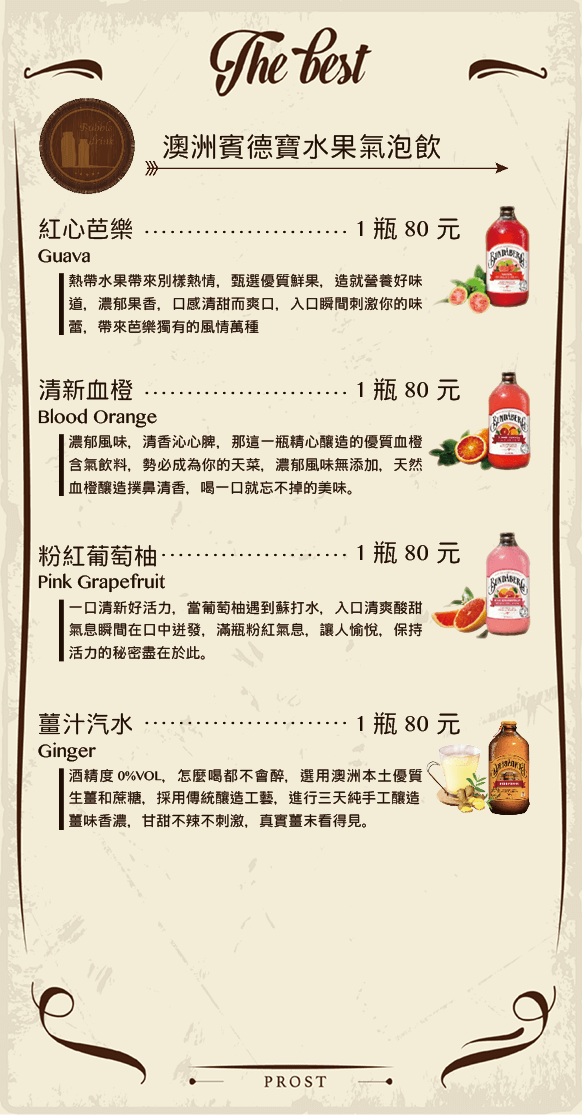 The best
Bubble
drink
澳洲賓德寶水果氣泡飲
紅心芭樂 ........................ 1 瓶 80 元
Guava
熱帶水果帶來別樣熱情，甄選優質鮮果，造就營養好味
道，濃郁果香，口感清甜而爽口，入口瞬間刺激你的味
蕾，帶來芭樂獨有的風情萬種
BUNDABERG
清新血橙 ........................ 1 瓶 80 元
Blood Orange
濃郁風味，清香沁心脾，那這一瓶精心釀造的優質血橙
含氣飲料，勢必成為你的天菜，濃郁風味無添加，天然
血橙釀造撲鼻清香，喝一口就忘不掉的美味。
BUNDABERG
粉紅葡萄柚 ...................... 1 瓶 80 元
Pink Grapefruit
一口清新好活力，當葡萄柚遇到蘇打水，入口清爽酸甜
氣息瞬間在口中迸發，滿瓶粉紅氣息，讓人愉悅，保持
活力的秘密盡在於此。
BUNDABERG
薑汁汽水 ........................ 1 瓶 80 元
Ginger
酒精度 0%VOL，怎麼喝都不會醉，選用澳洲本土優質
生薑和蔗糖，採用傳統釀造工藝，進行三天純手工釀造
薑味香濃，甘甜不辣不刺激，真實薑末看得見。
BUNDABERG
PROST